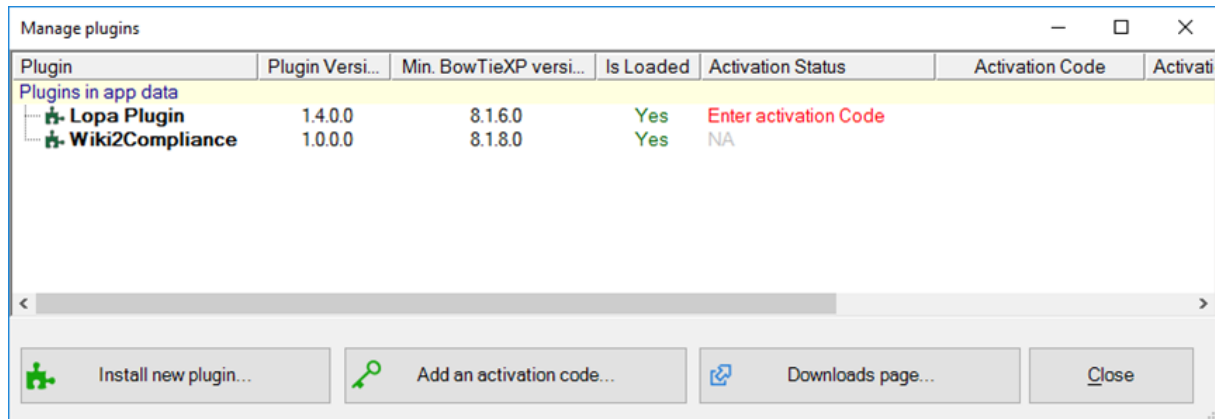 Manage plugins
Plugin Plugin Versi... Min. BowTieXP versi... Is Loaded Activation Status Activation Code Activati
Plugins in app data
Lopa Plugin 1.4.0.0 8.1.6.0 Yes Enter activation Code
Wiki2Compliance 1.0.0.0 8.1.8.0 Yes NA
Install new plugin... Add an activation code... Downloads page... Close